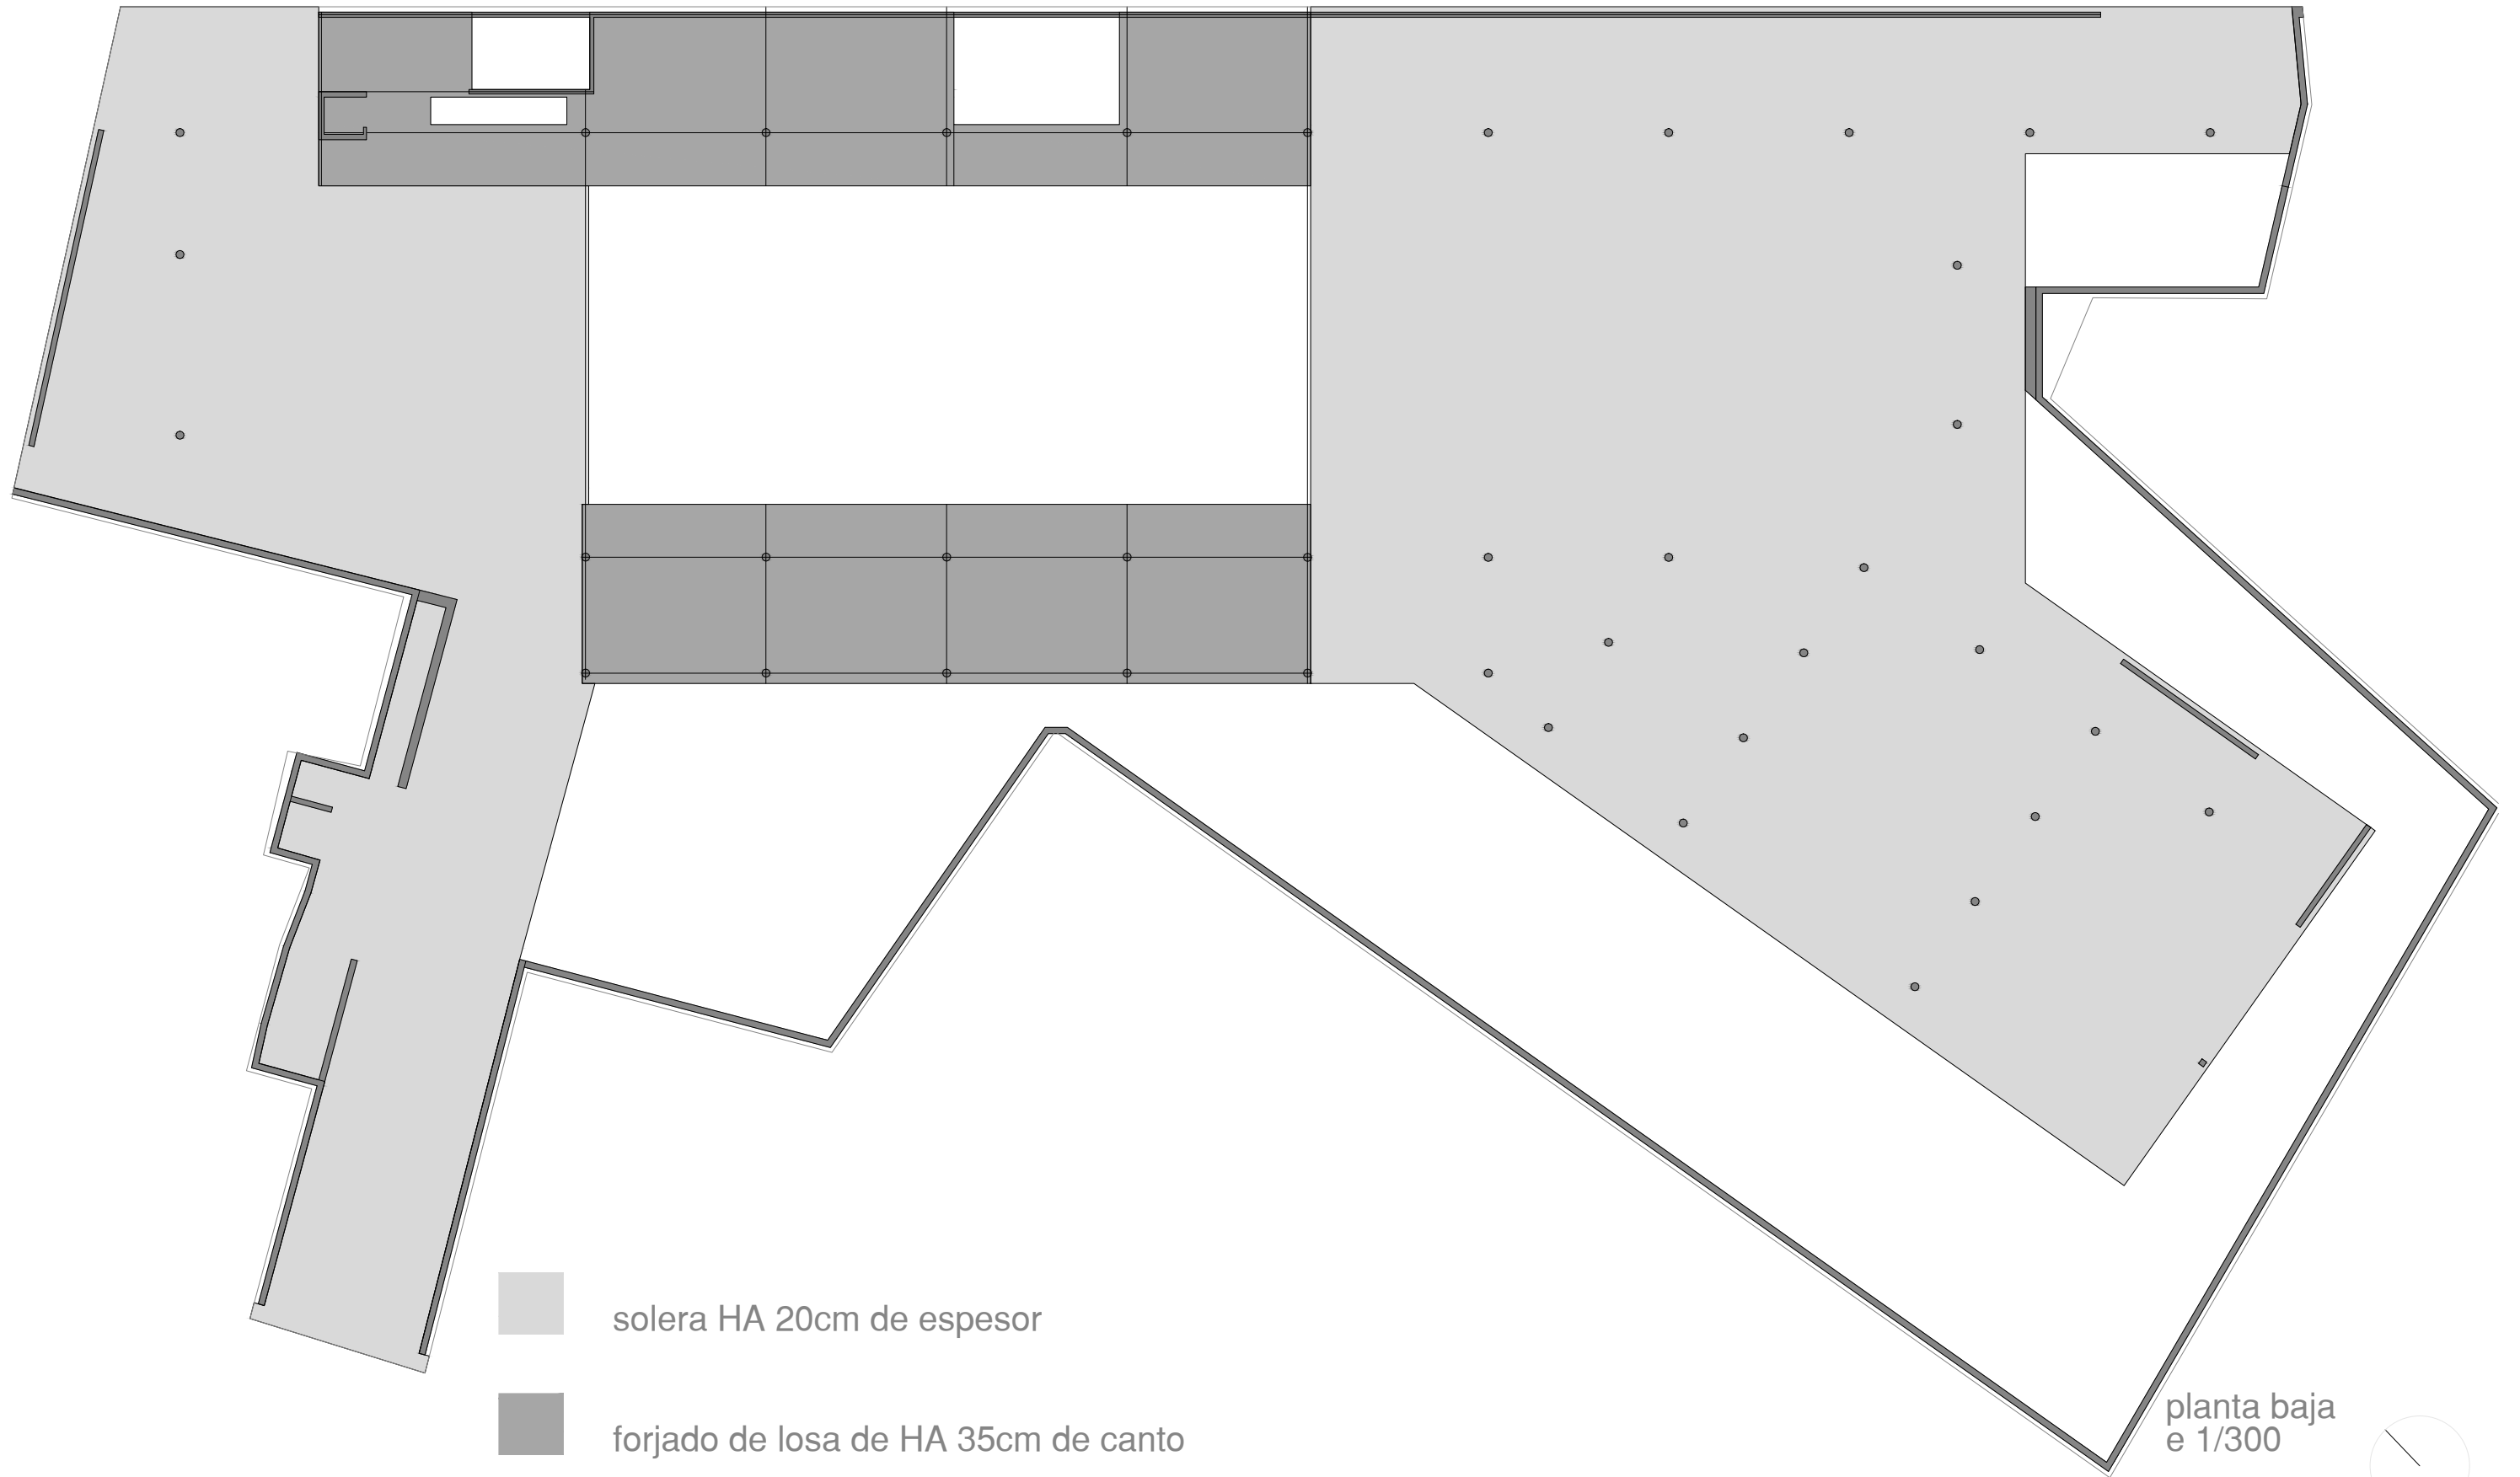 solera HA 20cm de espesor
forjado de losa de HA 35cm de canto
planta baja
e 1/300